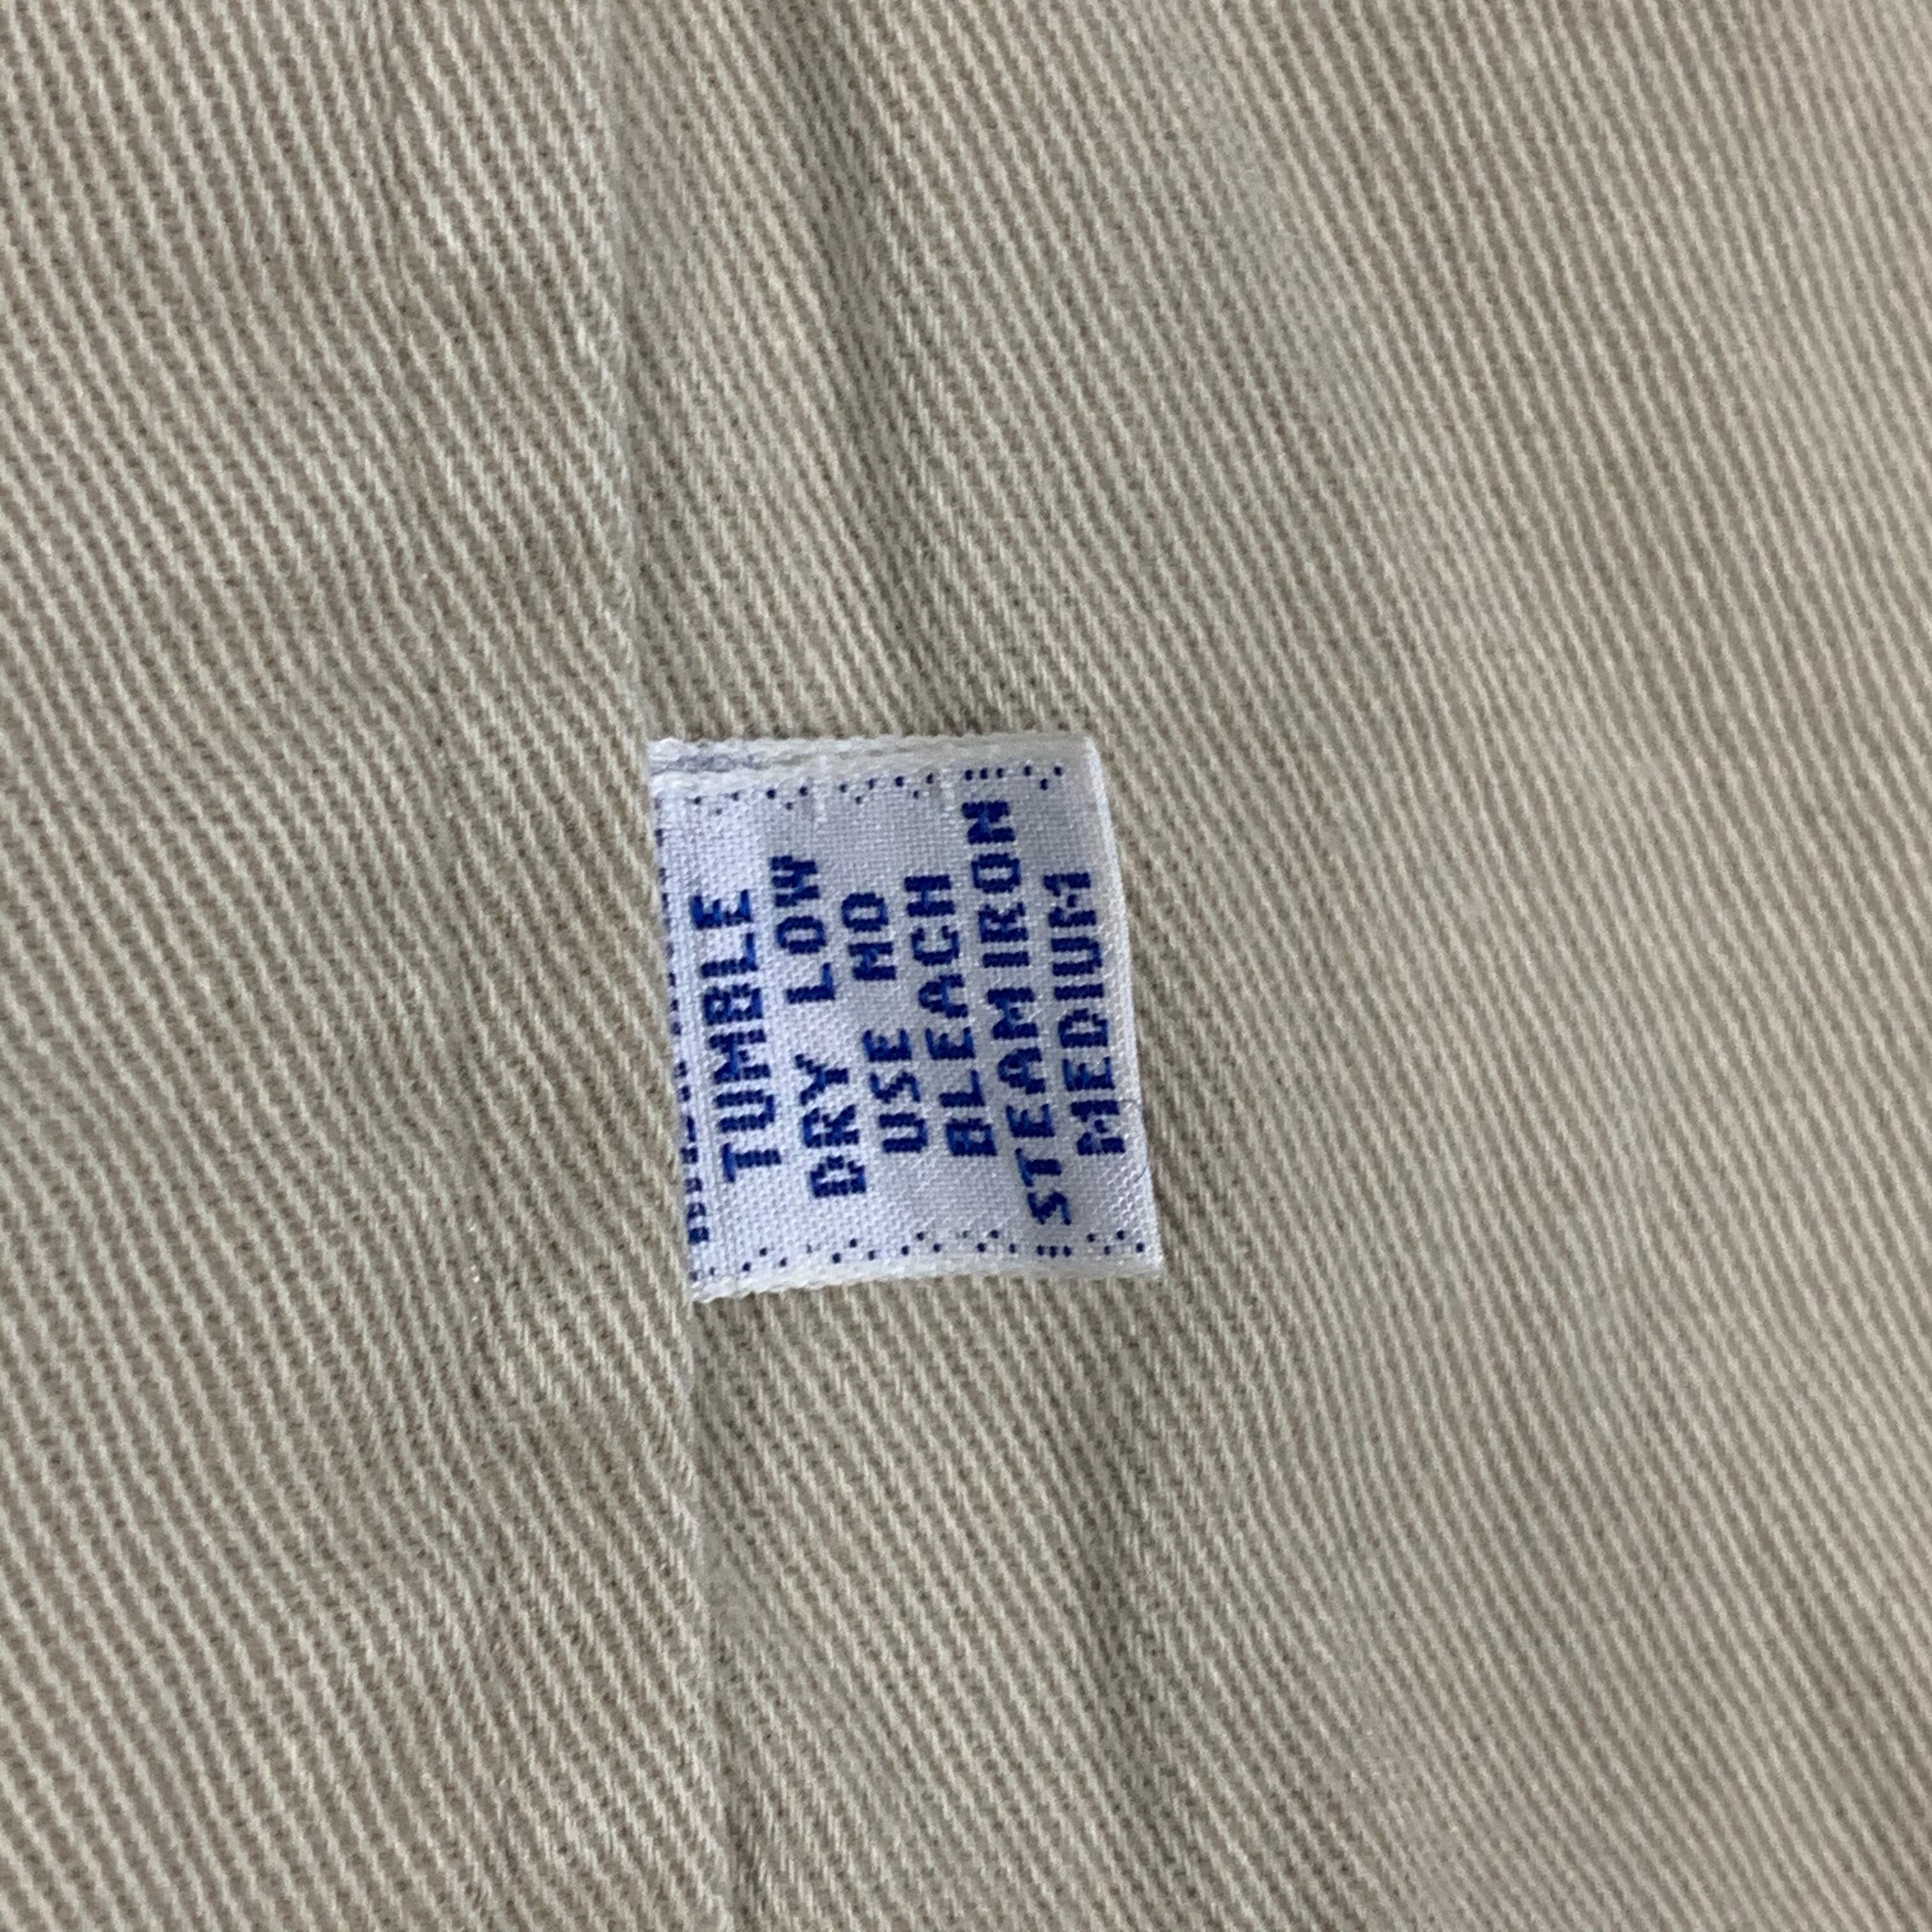 TUMBLE
DRY LOW
USE NO
BLEACH
STEAM IRON
MEDIUM